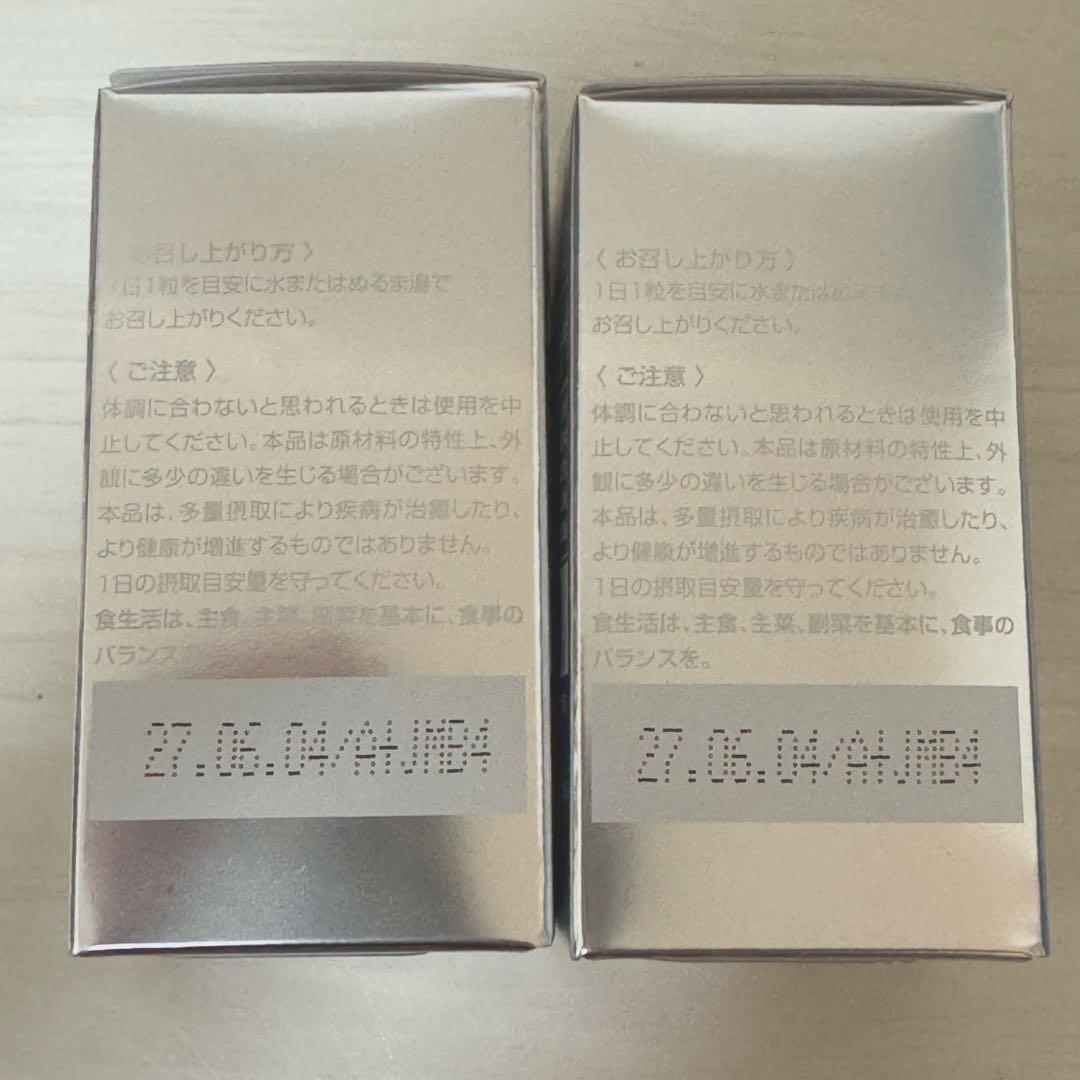 お召し上がり方〉
1日1粒を目安に水またはぬるま湯で
お召し上がりください。
〈ご注意〉
体調に合わないと思われるときは使用を中
止してください。本品は原材料の特性上、外
観に多少の違いを生じる場合がございます。
本品は、多量摂取により疾病が治癒したり、
より健康が増進するものではありません。
1日の摂取目安量を守ってください。
食生活は、主食、主菜、副菜を基本に、食事の
バランス
27.06.04/A+JMB4
〈お召し上がり方〉
1日1粒を目安に水またはぬる
お召し上がりください。
〈ご注意〉
体調に合わないと思われるときは使用を中
止してください。本品は原材料の特性上、外
観に多少の違いを生じる場合がございます。
本品は、多量摂取により疾病が治癒したり、
より健康が増進するものではありません。
1日の摂取目安量を守ってください。
食生活は、主食、主菜、副菜を基本に、食事の
バランスを。
27.06.04/A+JMB4